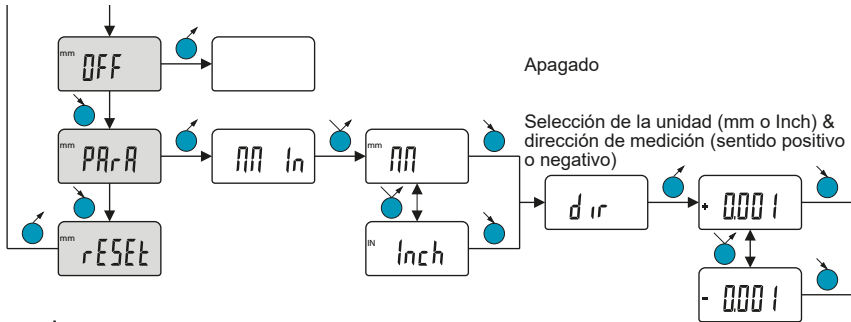 mm OFF
Apagado
Selección de la unidad (mm o Inch) &
dirección de medición (sentido positivo
o negativo)
mm PArA
MM In
mm MM
dir
+ 0.001
mm rESEt
IN Inch
- 0.001